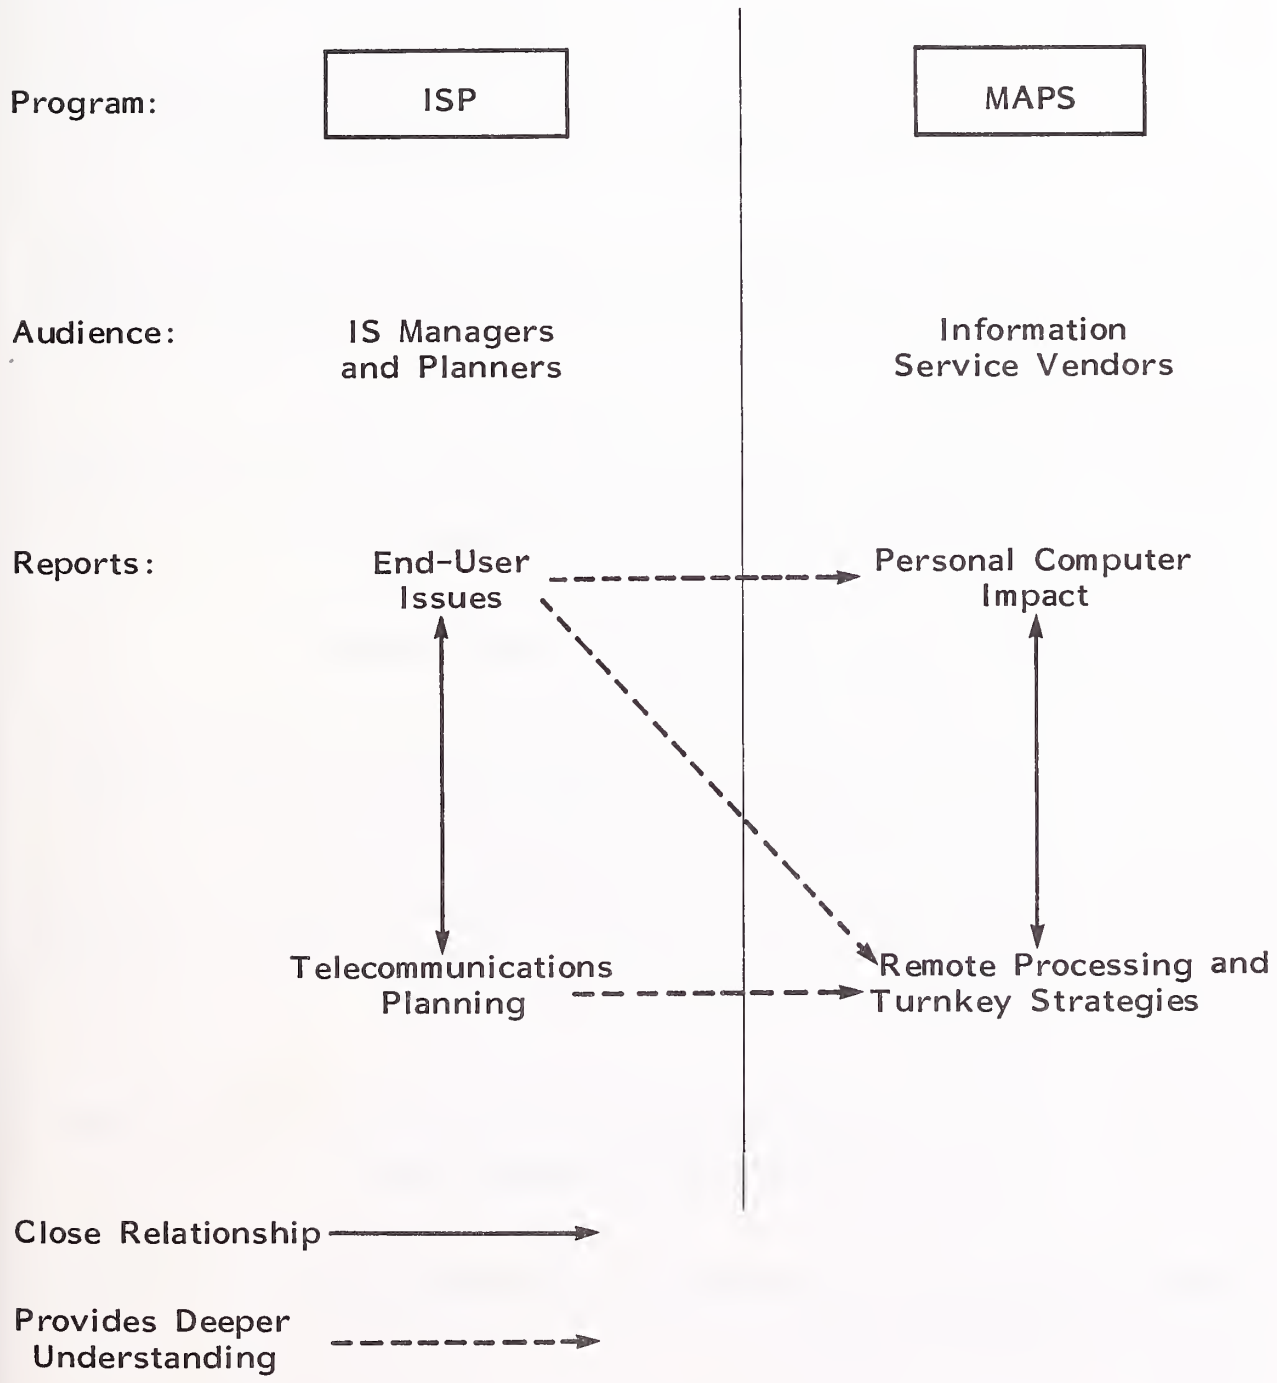 Program:
ISP
MAPS
Audience:
IS Managers
and Planners
Information
Service Vendors
Reports:
End-User
Issues
Personal Computer
Impact
Telecommunications
Planning
Remote Processing and
Turnkey Strategies
Close Relationship
Provides Deeper
Understanding